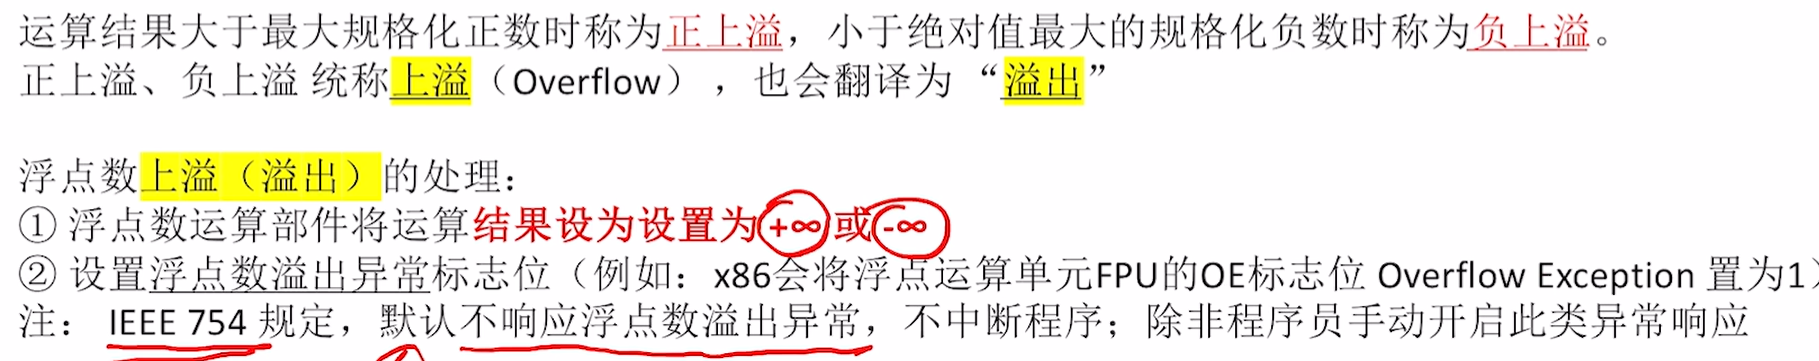 运算结果大于最大规格化正数时称为正上溢，小于绝对值最大的规格化负数时称为负上溢。
正上溢、负上溢 统称上溢（Overflow），也会翻译为“溢出”
浮点数上溢（溢出）的处理：
① 浮点数运算部件将运算结果设为设置为+∞或-∞
② 设置浮点数溢出异常标志位（例如：x86会将浮点运算单元FPU的OE标志位 Overflow Exception 置为1）
注： IEEE 754 规定，默认不响应浮点数溢出异常，不中断程序；除非程序员手动开启此类异常响应